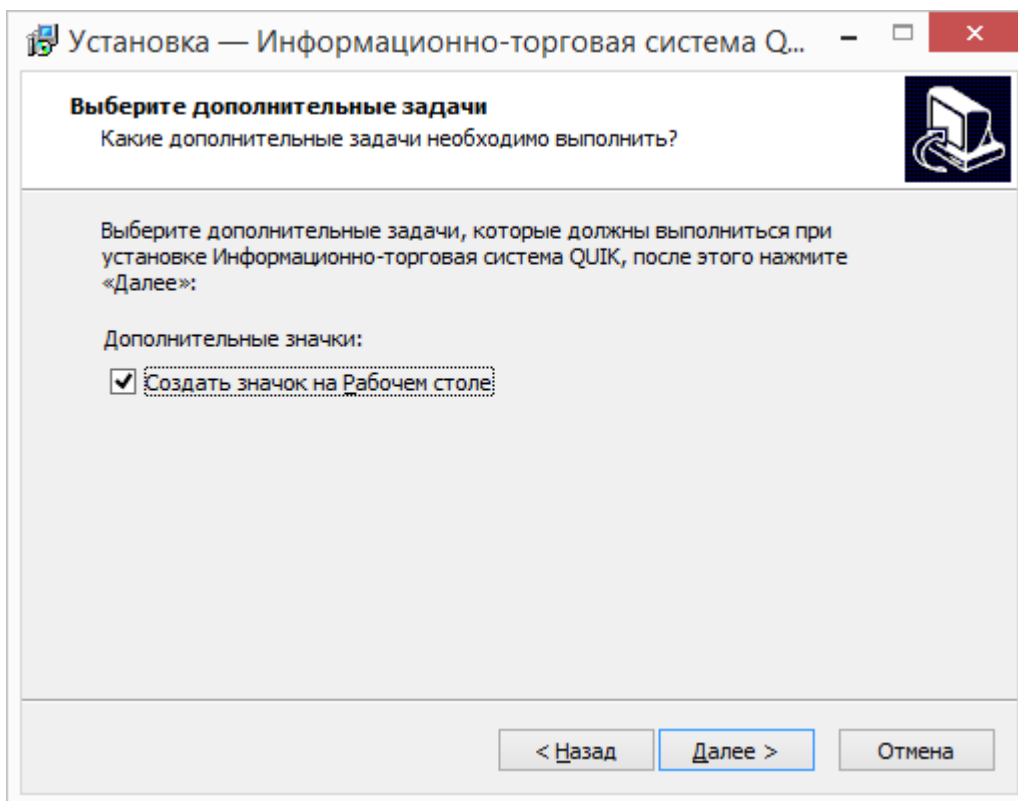 Установка — Информационно-торговая система Q...
Выберите дополнительные задачи
Какие дополнительные задачи необходимо выполнить?
Выберите дополнительные задачи, которые должны выполниться при
установке Информационно-торговая система QUIK, после этого нажмите
«Далее»:
Дополнительные значки:
Создать значок на Рабочем столе
< Назад Далее > Отмена